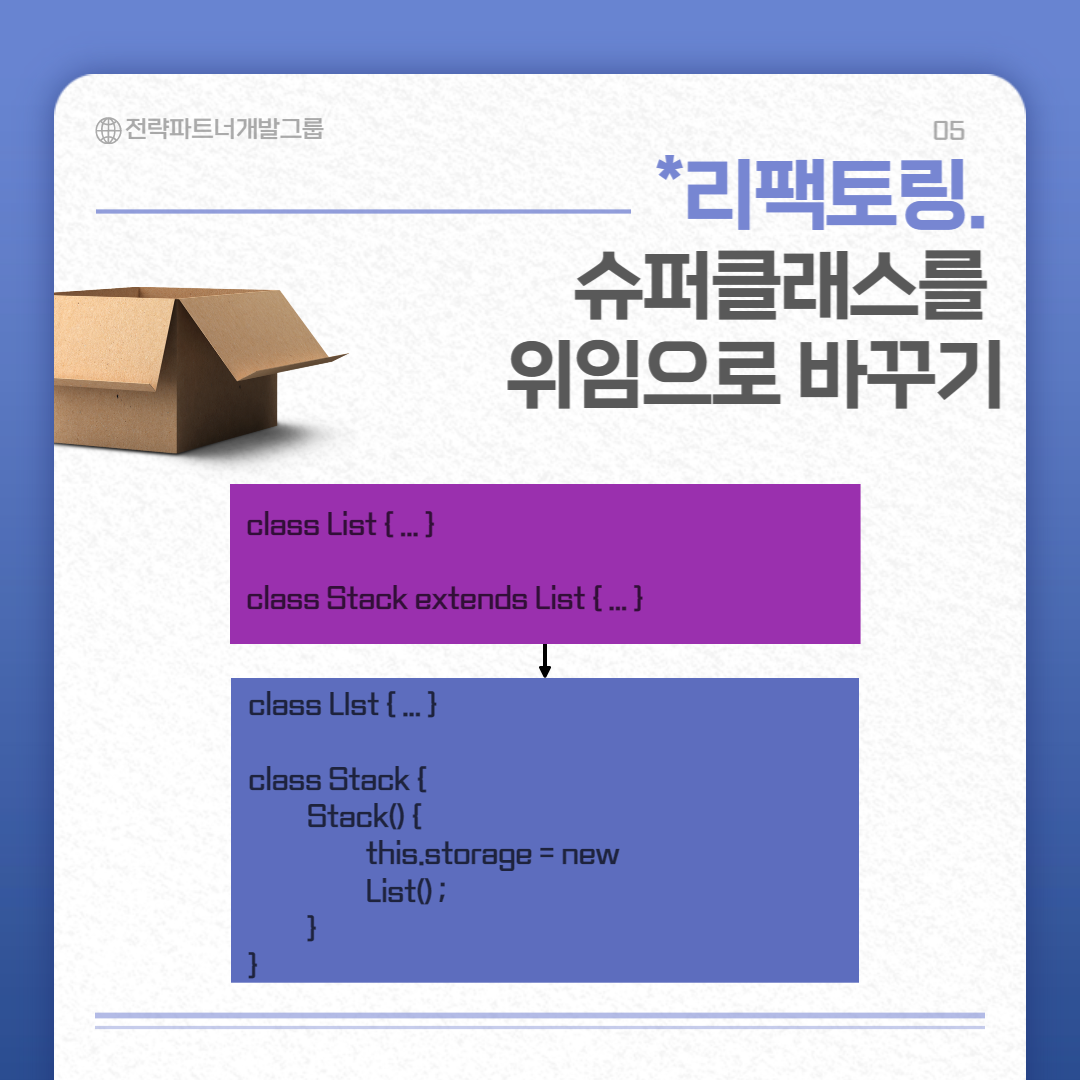 전략파트너개발그룹
05
*리팩토링.
슈퍼클래스를
위임으로 바꾸기
class List { ... }
class Stack extends List { ... }
class LIst { ... }
class Stack {
Stack() {
this.storage = new
List() ;
}
}